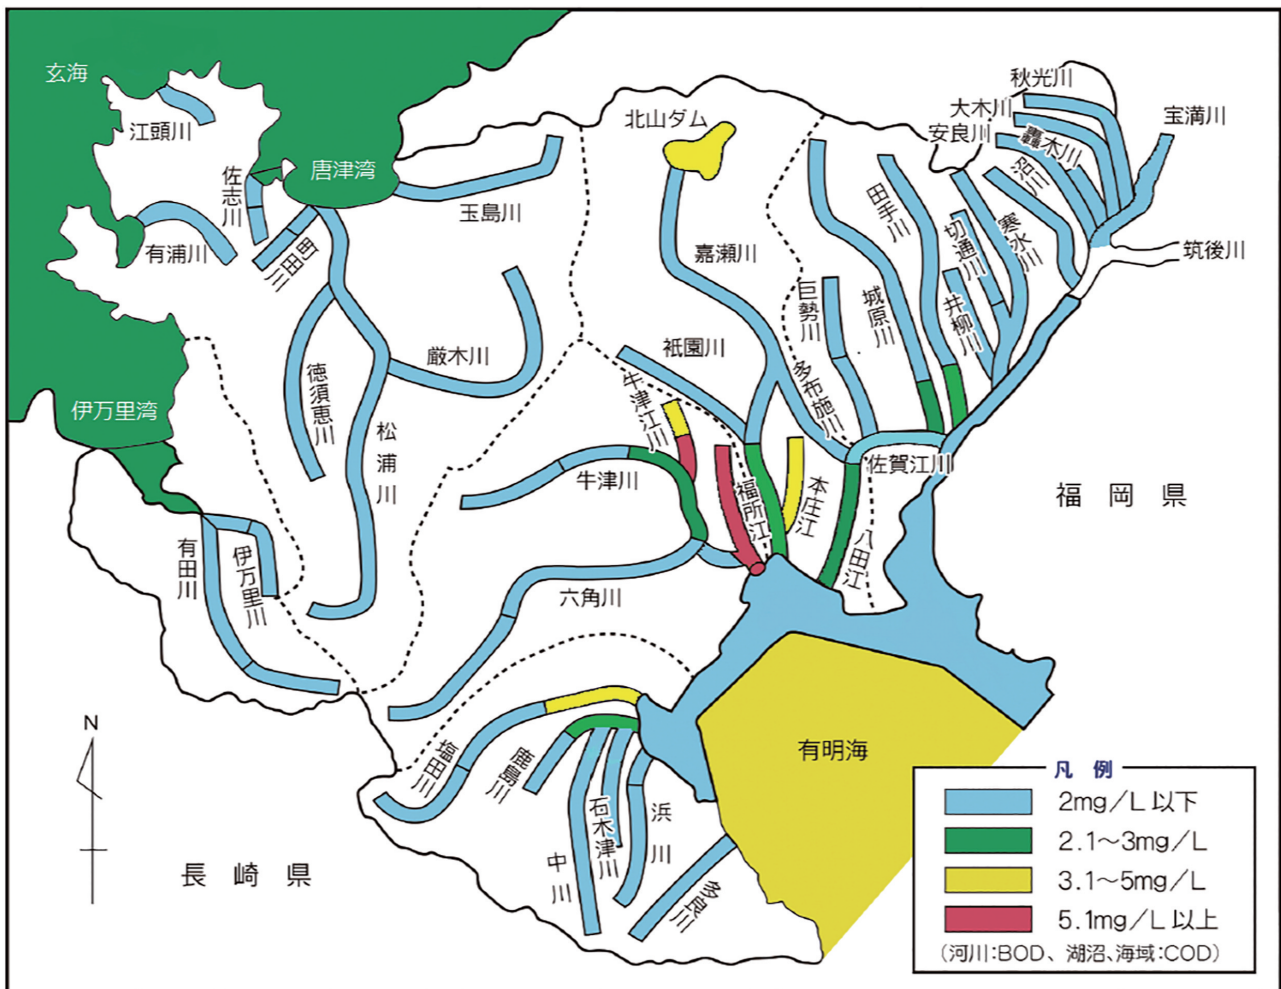 玄海
江頭川
佐志川
唐津湾
有浦川
町田川
玉島川
北山ダム
秋光川
大木川
安良川
轟木川
沼川
宝満川
筑後川
田手川
切通川
寒水川
井柳川
嘉瀬川
巨勢川
城原川
祇園川
多布施川
厳木川
徳須恵川
松浦川
伊万里湾
牛津江川
牛津川
福所江
本庄江
佐賀江川
八田江
福岡県
有田川
伊万里川
六角川
塩田川
鹿島川
石木津川
中川
浜川
多良川
有明海
長崎県
N
凡例
2mg/L以下
2.1～3mg/L
3.1～5mg/L
5.1mg/L以上
(河川:BOD、湖沼、海域:COD)